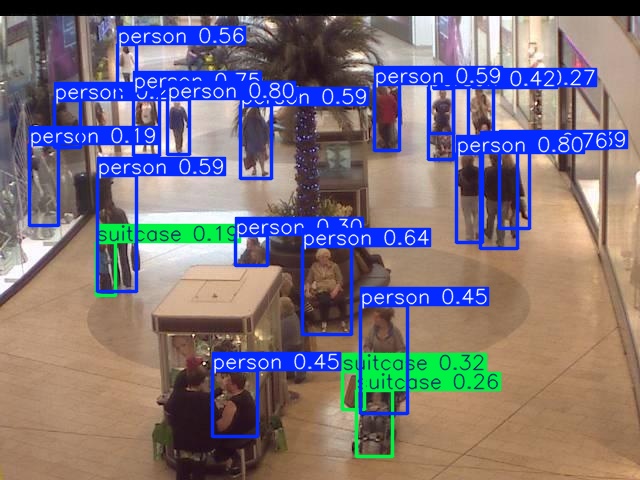 person 0.56
person 0.75
person 0.80
person 0.59
person 0.59
0.42
0.27
person 0.19
person 0.80
person 0.59
suitcase 0.19
person 0.30
person 0.64
person 0.45
person 0.45
suitcase 0.32
suitcase 0.26